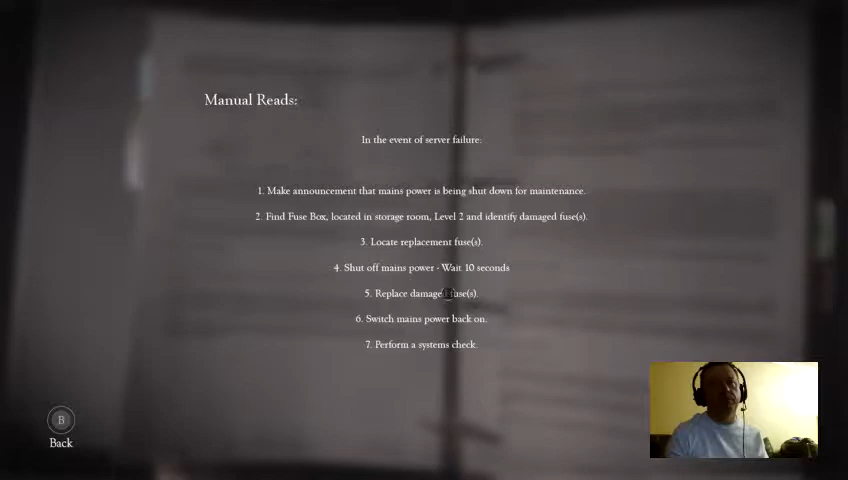 Manual Reads:
In the event of server failure:
1. Make announcement that mains power is being shut down for maintenance.
2. Find Fuse Box, located in storage room, Level 2 and identify damaged fuse(s).
3. Locate replacement fuse(s).
4. Shut off mains power - Wait 10 seconds
5. Replace damaged fuse(s).
6. Switch mains power back on.
7. Perform a systems check.
B
Back